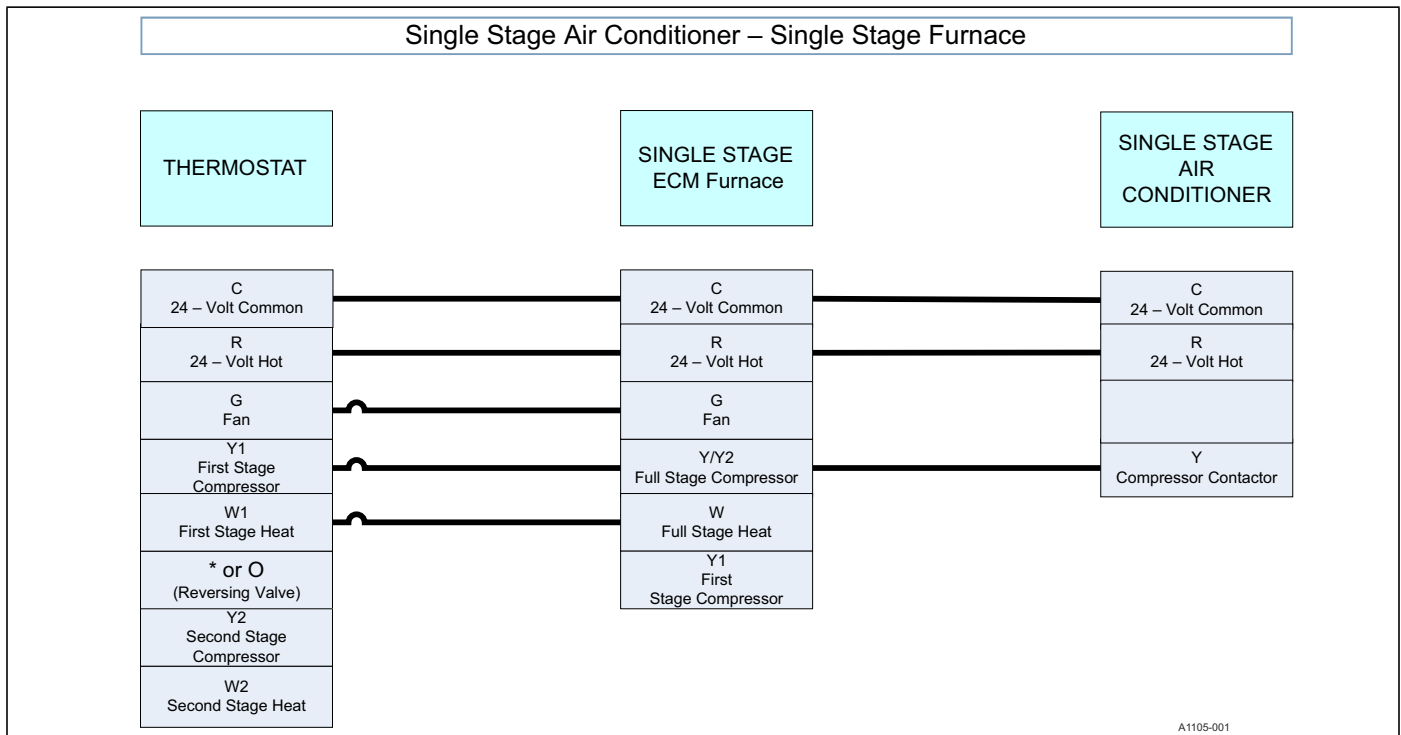 Single Stage Air Conditioner – Single Stage Furnace
THERMOSTAT
SINGLE STAGE
ECM Furnace
SINGLE STAGE
AIR
CONDITIONER
C
24 – Volt Common
R
24 – Volt Hot
G
Fan
Y1
First Stage
Compressor
W1
First Stage Heat
* or O
(Reversing Valve)
Y2
Second Stage
Compressor
W2
Second Stage Heat
C
24 – Volt Common
R
24 – Volt Hot
G
Fan
Y/Y2
Full Stage Compressor
W
Full Stage Heat
Y1
First
Stage Compressor
C
24 – Volt Common
R
24 – Volt Hot
Y
Compressor Contactor
A1105-001